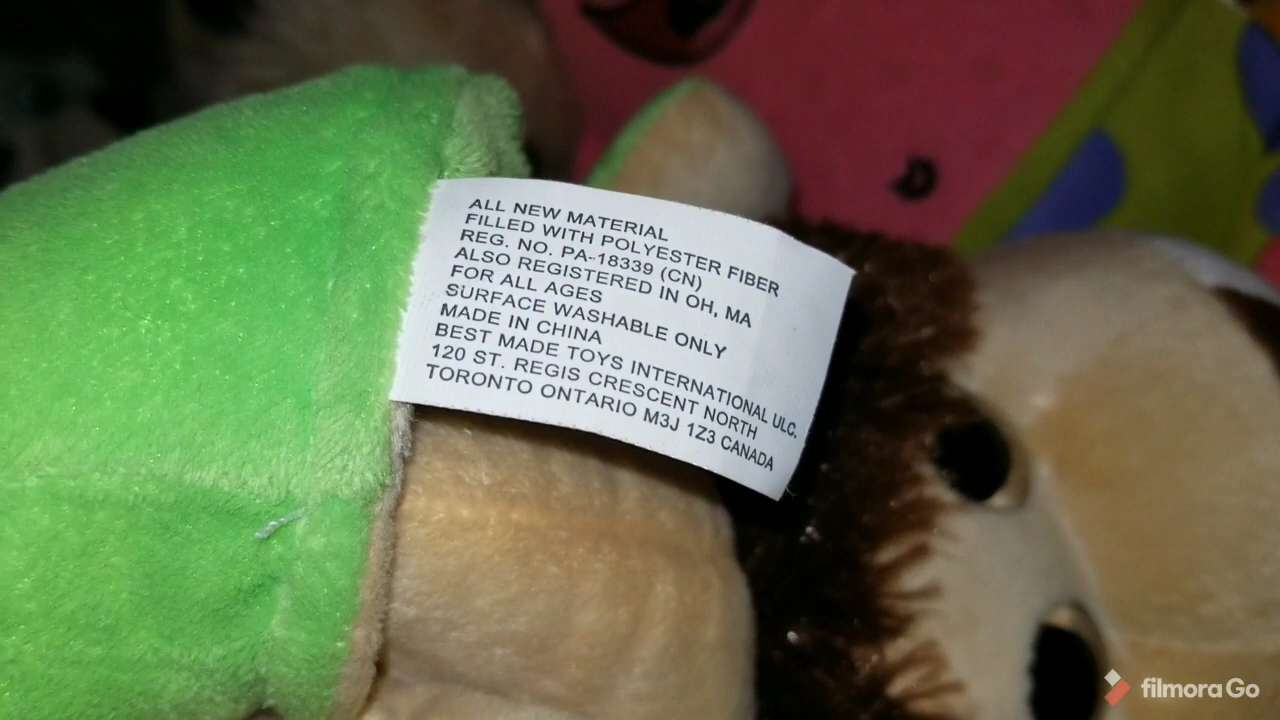 ALL NEW MATERIAL
FILLED WITH POLYESTER FIBER
REG. NO. PA-18339 (CN)
ALSO REGISTERED IN OH, MA
FOR ALL AGES
SURFACE WASHABLE ONLY
MADE IN CHINA
BEST MADE TOYS INTERNATIONAL ULC.
120 ST. REGIS CRESCENT NORTH
TORONTO ONTARIO M3J 1Z3 CANADA
filmora Go